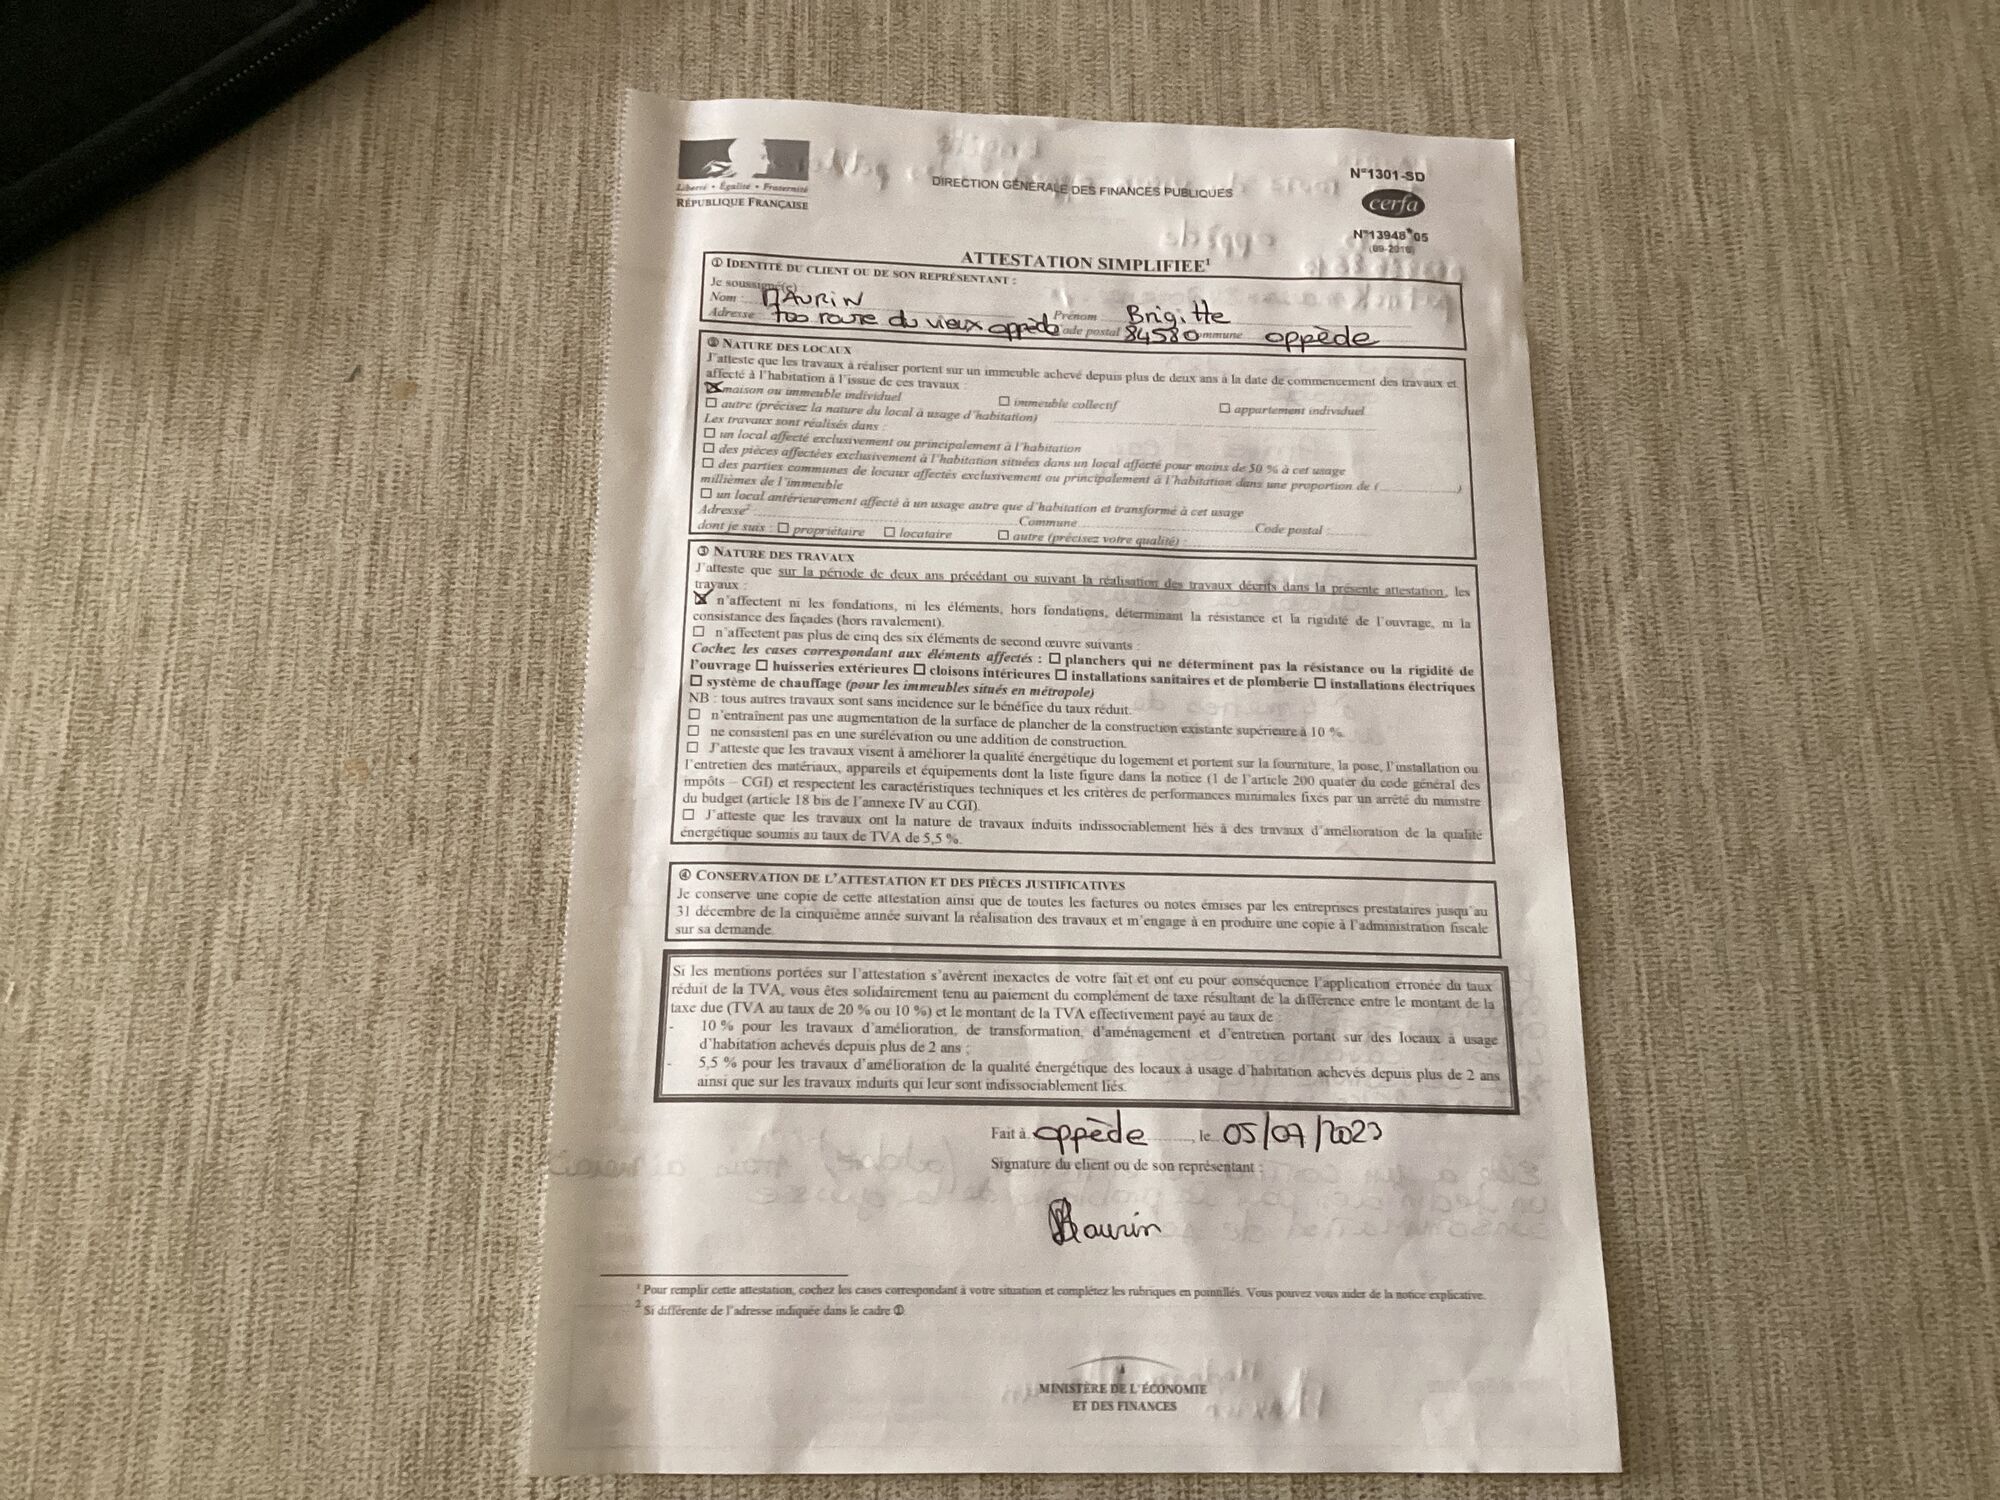 Liberté • Égalité • Fraternité
RÉPUBLIQUE FRANÇAISE
DIRECTION GÉNÉRALE DES FINANCES PUBLIQUES
N°1301-SD
cerfa
N°13948*05
(09-2016)
ATTESTATION SIMPLIFIEE¹
① IDENTITÉ DU CLIENT OU DE SON REPRÉSENTANT :
Je soussigné(e) :
Nom : MAURIN Prénom Brigitte
Adresse 700 route du vieux oppède Code postal 84580 Commune oppède
② NATURE DES LOCAUX
J'atteste que les travaux à réaliser portent sur un immeuble achevé depuis plus de deux ans à la date de commencement des travaux et
affecté à l'habitation à l'issue de ces travaux :
☒ maison ou immeuble individuel ☐ immeuble collectif ☐ appartement individuel
☐ autre (précisez la nature du local à usage d'habitation)
Les travaux sont réalisés dans :
☐ un local affecté exclusivement ou principalement à l'habitation
☐ des pièces affectées exclusivement à l'habitation situées dans un local affecté pour moins de 50 % à cet usage
☐ des parties communes de locaux affectés exclusivement ou principalement à l'habitation dans une proportion de (..............)
millièmes de l'immeuble
☐ un local antérieurement affecté à un usage autre que d'habitation et transformé à cet usage
Adresse² Commune Code postal :
dont je suis : ☐ propriétaire ☐ locataire ☐ autre (précisez votre qualité) :
③ NATURE DES TRAVAUX
J'atteste que sur la période de deux ans précédant ou suivant la réalisation des travaux décrits dans la présente attestation, les
travaux :
☒ n'affectent ni les fondations, ni les éléments, hors fondations, déterminant la résistance et la rigidité de l'ouvrage, ni la
consistance des façades (hors ravalement).
☐ n'affectent pas plus de cinq des six éléments de second œuvre suivants :
Cochez les cases correspondant aux éléments affectés : ☐ planchers qui ne déterminent pas la résistance ou la rigidité de
l'ouvrage ☐ huisseries extérieures ☐ cloisons intérieures ☐ installations sanitaires et de plomberie ☐ installations électriques
☐ système de chauffage (pour les immeubles situés en métropole)
NB : tous autres travaux sont sans incidence sur le bénéfice du taux réduit.
☐ n'entraînent pas une augmentation de la surface de plancher de la construction existante supérieure à 10 %.
☐ ne consistent pas en une surélévation ou une addition de construction.
☐ J'atteste que les travaux visent à améliorer la qualité énergétique du logement et portent sur la fourniture, la pose, l'installation ou
l'entretien des matériaux, appareils et équipements dont la liste figure dans la notice (1 de l'article 200 quater du code général des
impôts – CGI) et respectent les caractéristiques techniques et les critères de performances minimales fixés par un arrêté du ministre
du budget (article 18 bis de l'annexe IV au CGI).
☐ J'atteste que les travaux ont la nature de travaux induits indissociablement liés à des travaux d'amélioration de la qualité
énergétique soumis au taux de TVA de 5,5 %.
④ CONSERVATION DE L'ATTESTATION ET DES PIÈCES JUSTIFICATIVES
Je conserve une copie de cette attestation ainsi que de toutes les factures ou notes émises par les entreprises prestataires jusqu'au
31 décembre de la cinquième année suivant la réalisation des travaux et m'engage à en produire une copie à l'administration fiscale
sur sa demande.
Si les mentions portées sur l'attestation s'avèrent inexactes de votre fait et ont eu pour conséquence l'application erronée du taux
réduit de la TVA, vous êtes solidairement tenu au paiement du complément de taxe résultant de la différence entre le montant de la
taxe due (TVA au taux de 20 % ou 10 %) et le montant de la TVA effectivement payé au taux de :
- 10 % pour les travaux d'amélioration, de transformation, d'aménagement et d'entretien portant sur des locaux à usage
d'habitation achevés depuis plus de 2 ans ;
- 5,5 % pour les travaux d'amélioration de la qualité énergétique des locaux à usage d'habitation achevés depuis plus de 2 ans
ainsi que sur les travaux induits qui leur sont indissociablement liés.
Fait à oppède, le 05/07/2023
Signature du client ou de son représentant :
Maurin
¹ Pour remplir cette attestation, cochez les cases correspondant à votre situation et complétez les rubriques en pointillés. Vous pouvez vous aider de la notice explicative.
² Si différente de l'adresse indiquée dans le cadre ①.
MINISTÈRE DE L'ÉCONOMIE
ET DES FINANCES